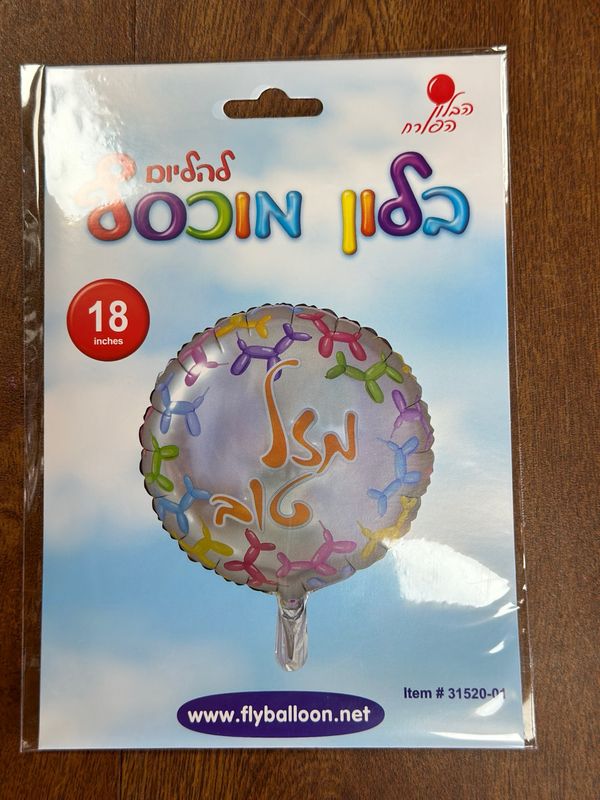 הבלון
הפורח
להליום
בלון מוכסף
18
inches
מזל
טוב
Item # 31520-01
www.flyballoon.net